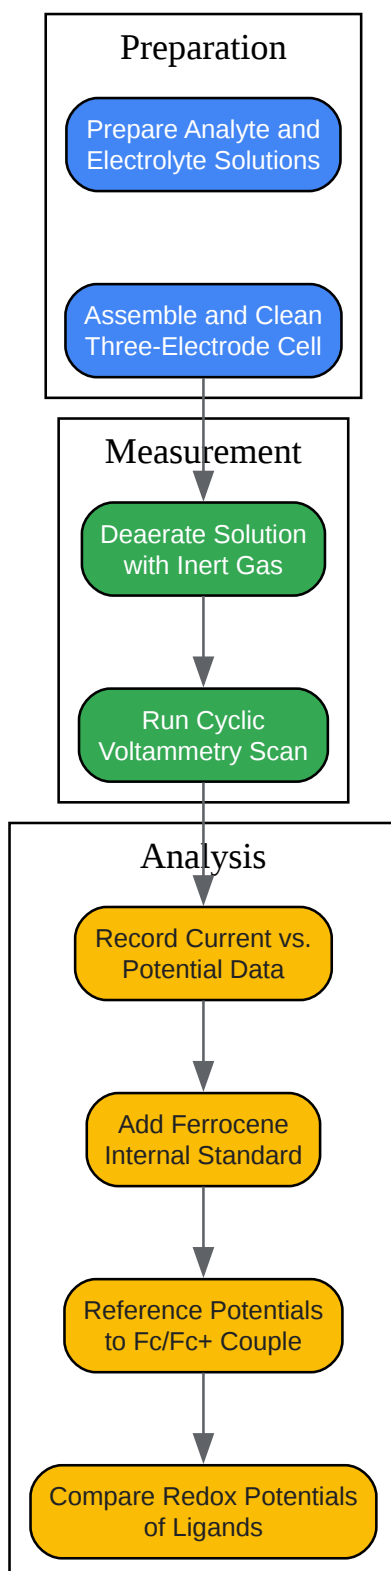 Preparation
Prepare Analyte and
Electrolyte Solutions
Assemble and Clean
Three-Electrode Cell
Measurement
Deaerate Solution
with Inert Gas
Run Cyclic
Voltammetry Scan
Analysis
Record Current vs.
Potential Data
Add Ferrocene
Internal Standard
Reference Potentials
to Fc/Fc+ Couple
Compare Redox Potentials
of Ligands